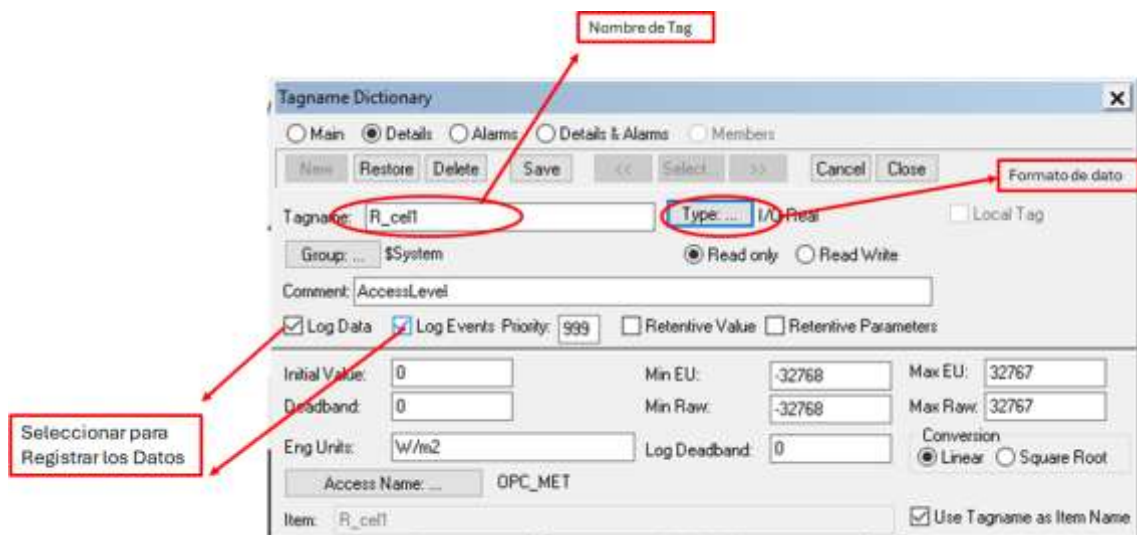 Nombre de Tag
Tagname Dictionary
Main Details Alarms Details & Alarms Members
New Restore Delete Save << Select... >> Cancel Close
Formato de dato
Tagname: R_cel1 Type: ... I/O Real Local Tag
Group: ... $System Read only Read Write
Comment: AccessLevel
Log Data Log Events Priority: 999 Retentive Value Retentive Parameters
Initial Value: 0 Min EU: -32768 Max EU: 32767
Deadband: 0 Min Raw: -32768 Max Raw: 32767
Seleccionar para
Registrar los Datos
Eng Units: W/m2 Log Deadband: 0 Conversion
Linear Square Root
Access Name: ... OPC_MET
Item: R_cel1 Use Tagname as Item Name